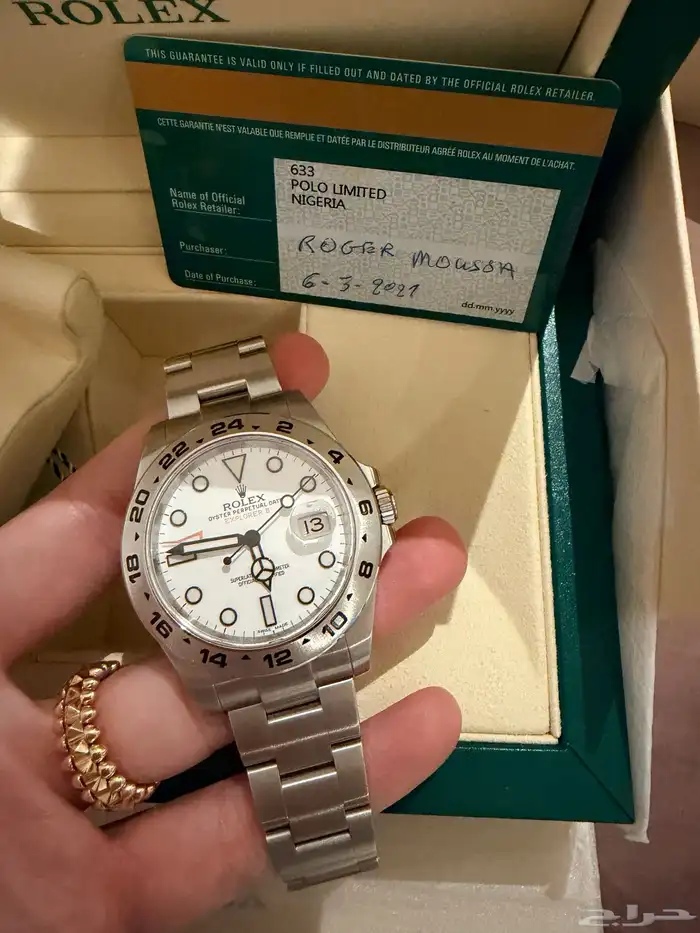 ROLEX
THIS GUARANTEE IS VALID ONLY IF FILLED OUT AND DATED BY THE OFFICIAL ROLEX RETAILER.
CETTE GARANTIE N'EST VALABLE QUE REMPLIE ET DATÉE PAR LE DISTRIBUTEUR AGRÉÉ ROLEX AU MOMENT DE L'ACHAT.
633
POLO LIMITED
NIGERIA
Name of Official
Rolex Retailer:
Purchaser: ROGER MOUSSA
Date of Purchase: 6-3-2021
dd.mm.yyyy
24 2 4 6 8 10 12 14 16 18 20 22
ROLEX
OYSTER PERPETUAL DATE
EXPLORER II
13
SUPERLATIVE CHRONOMETER
OFFICIALLY CERTIFIED
SWISS MADE
حراج